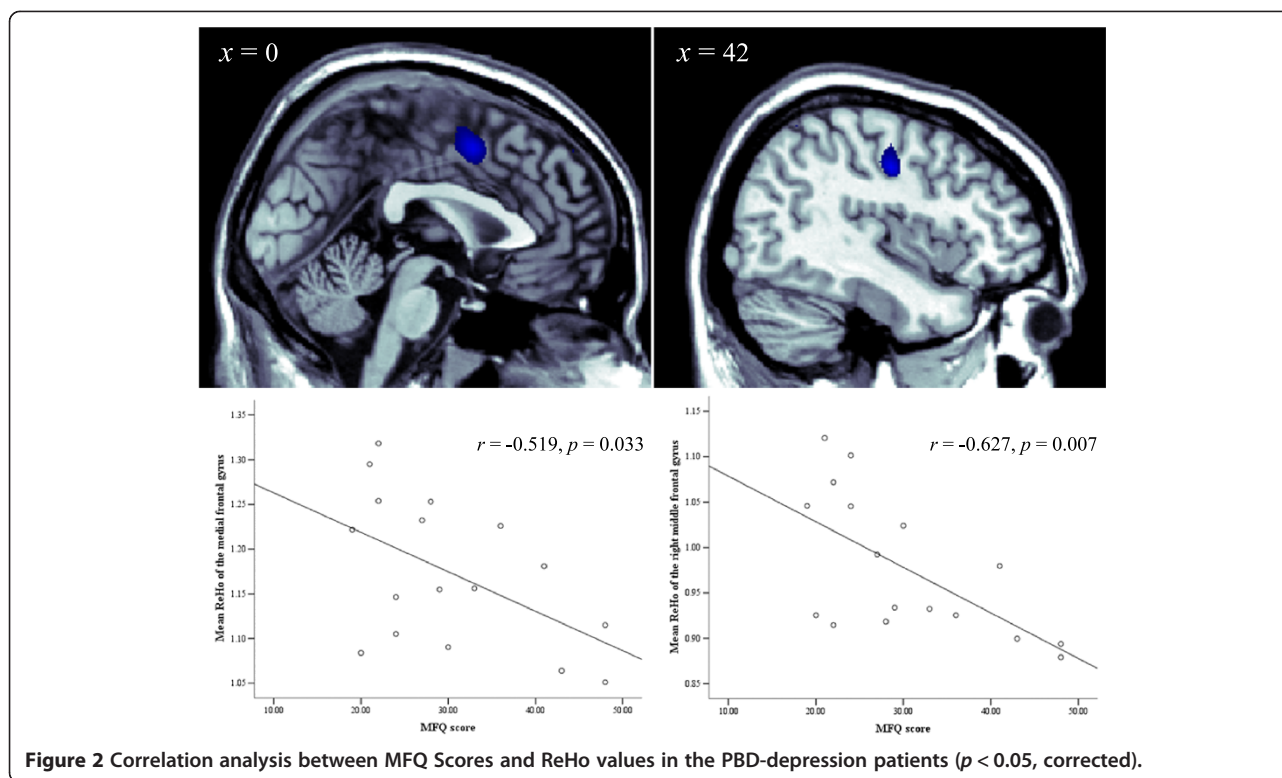 x = 0
x = 42
r = -0.519, p = 0.033
Mean ReHo of the medial frontal gyrus
1.35
1.30
1.25
1.20
1.15
1.10
1.05
10.00 20.00 30.00 40.00 50.00
MFQ score
r = -0.627, p = 0.007
Mean ReHo of the right middle frontal gyrus
1.10
1.05
1.00
0.95
0.90
0.85
10.00 20.00 30.00 40.00 50.00
MFQ score
Figure 2 Correlation analysis between MFQ Scores and ReHo values in the PBD-depression patients (p < 0.05, corrected).